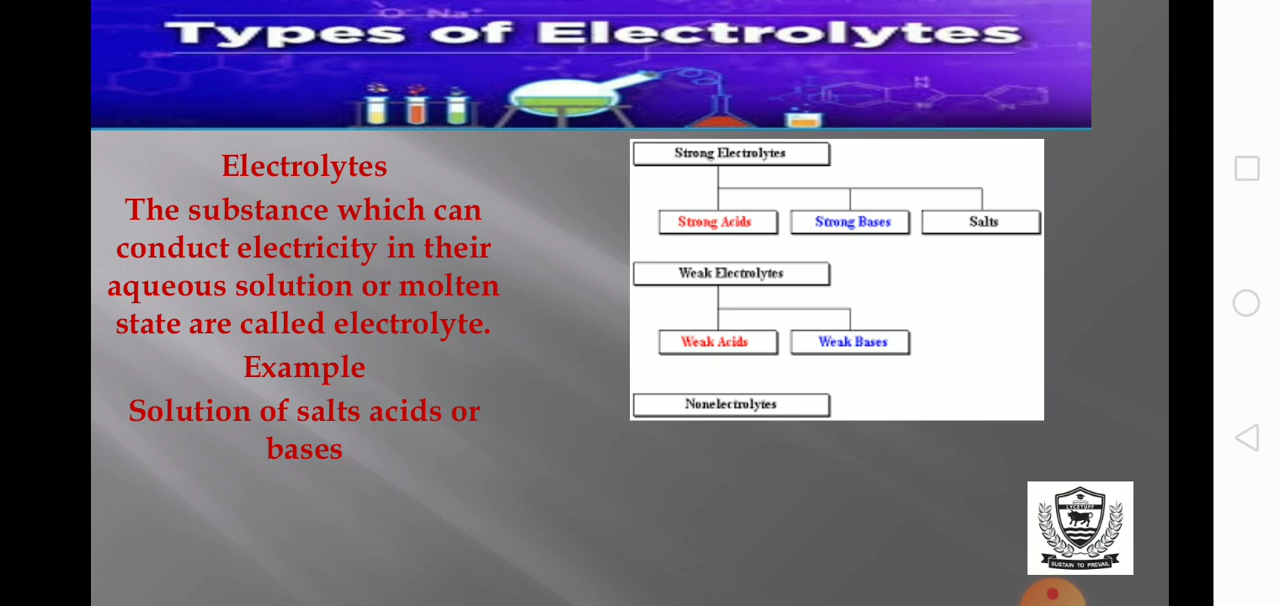 O⁻ Na⁺
Types of Electrolytes
Electrolytes
The substance which can
conduct electricity in their
aqueous solution or molten
state are called electrolyte.
Example
Solution of salts acids or
bases
Strong Electrolytes
Strong Acids
Strong Bases
Salts
Weak Electrolytes
Weak Acids
Weak Bases
Nonelectrolytes
SUSTAIN TO PREVAIL